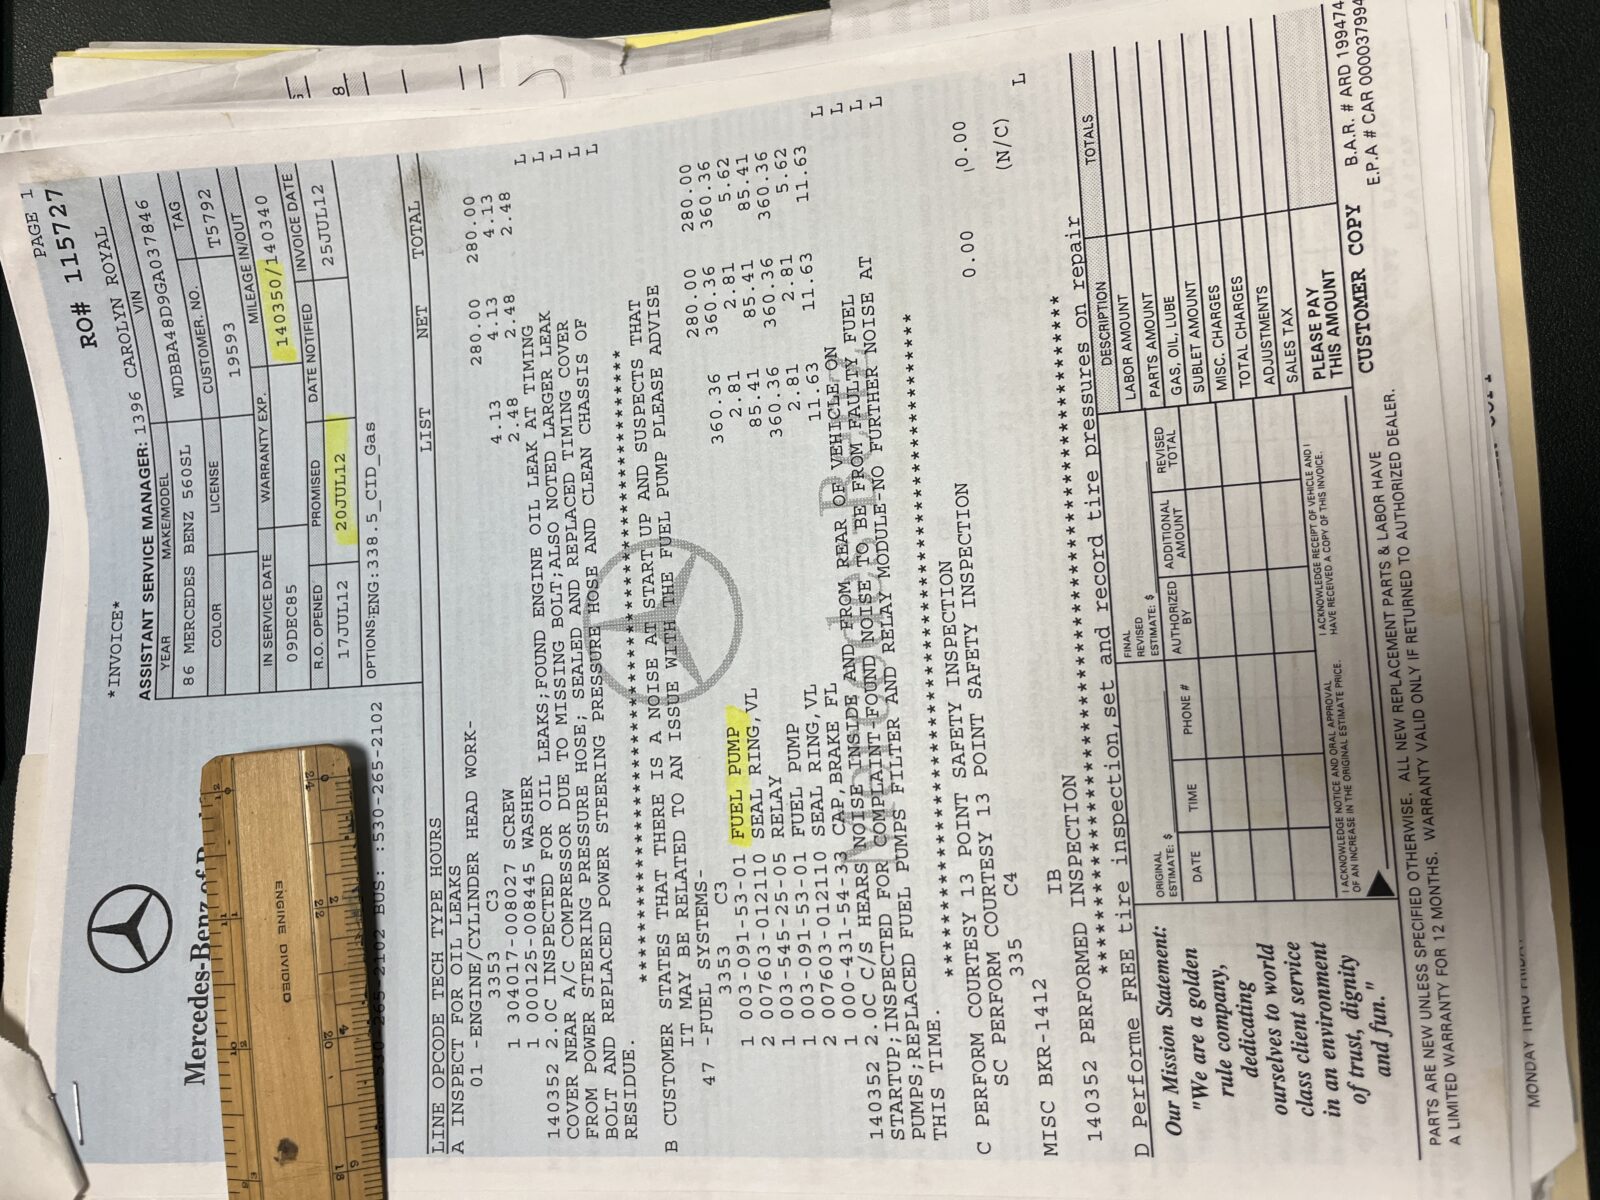 PAGE 1
*INVOICE*
RO# 115727
ASSISTANT SERVICE MANAGER: 1396 CAROLYN ROYAL
YEAR MAKE/MODEL VIN TAG
86 MERCEDES BENZ 560SL WDBBA48D9GA037846 T5792
COLOR LICENSE CUSTOMER. NO. MILEAGE IN/OUT
19593 140350/140340
IN SERVICE DATE WARRANTY EXP. DATE NOTIFIED INVOICE DATE
09DEC85 25JUL12
R.O. OPENED PROMISED
17JUL12 20JUL12
OPTIONS:ENG:338.5_CID_Gas
Mercedes-Benz of
530-265-2102 BUS: :530-265-2102
ENGINE DIVIDED
LINE OPCODE TECH TYPE HOURS LIST NET TOTAL
A INSPECT FOR OIL LEAKS
01 -ENGINE/CYLINDER HEAD WORK-
3353 C3 280.00 280.00 L
1 304017-008027 SCREW 4.13 4.13 4.13 L
1 000125-008445 WASHER 2.48 2.48 2.48 L
140352 2.0C INSPECTED FOR OIL LEAKS;FOUND ENGINE OIL LEAK AT TIMING L
COVER NEAR A/C COMPRESSOR DUE TO MISSING BOLT;ALSO NOTED LARGER LEAK L
FROM POWER STEERING PRESSURE HOSE; SEALED AND REPLACED TIMING COVER
BOLT AND REPLACED POWER STEERING PRESSURE HOSE AND CLEAN CHASSIS OF
RESIDUE.
****************************************************
B CUSTOMER STATES THAT THERE IS A NOISE AT START UP AND SUSPECTS THAT
IT MAY BE RELATED TO AN ISSUE WITH THE FUEL PUMP PLEASE ADVISE
47 -FUEL SYSTEMS-
3353 C3 280.00 280.00
1 003-091-53-01 FUEL PUMP 360.36 360.36 360.36
2 007603-012110 SEAL RING,VL 2.81 2.81 5.62
1 003-545-25-05 RELAY 85.41 85.41 85.41
1 003-091-53-01 FUEL PUMP 360.36 360.36 360.36
2 007603-012110 SEAL RING,VL 2.81 2.81 5.62
1 000-431-54-33 CAP,BRAKE FL 11.63 11.63 11.63 L
140352 2.0C C/S HEARS NOISE INSIDE AND FROM REAR OF VEHICLE ON L
STARTUP;INSPECTED FOR COMPLAINT-FOUND NOISE TO BE FROM FAULTY FUEL L
PUMPS;REPLACED FUEL PUMPS FILTER AND RELAY MODULE-NO FURTHER NOISE AT L
THIS TIME.
****************************************************
C PERFORM COURTESY 13 POINT SAFETY INSPECTION
SC PERFORM COURTESY 13 POINT SAFETY INSPECTION
335 C4 0.00 0.00
MISC BKR-1412 IB (N/C)
140352 PERFORMED INSPECTION L
****************************************************
D Performe FREE tire inspection,set and record tire pressures on repair
Our Mission Statement:
"We are a golden
rule company,
dedicating
ourselves to world
class client service
in an environment
of trust, dignity
and fun."
ORIGINAL ESTIMATE: $
FINAL REVISED ESTIMATE: $
DATE TIME PHONE # AUTHORIZED BY ADDITIONAL AMOUNT REVISED TOTAL
I ACKNOWLEDGE NOTICE AND ORAL APPROVAL OF AN INCREASE IN THE ORIGINAL ESTIMATE PRICE.
I ACKNOWLEDGE RECEIPT OF VEHICLE AND I HAVE RECEIVED A COPY OF THIS INVOICE.
DESCRIPTION TOTALS
LABOR AMOUNT
PARTS AMOUNT
GAS, OIL, LUBE
SUBLET AMOUNT
MISC. CHARGES
TOTAL CHARGES
ADJUSTMENTS
SALES TAX
PLEASE PAY THIS AMOUNT
CUSTOMER COPY
B.A.R. # ARD 199474
E.P.A # CAR 000037994
PARTS ARE NEW UNLESS SPECIFIED OTHERWISE. ALL NEW REPLACEMENT PARTS & LABOR HAVE
A LIMITED WARRANTY FOR 12 MONTHS. WARRANTY VALID ONLY IF RETURNED TO AUTHORIZED DEALER.
MONDAY THRU FRIDAY